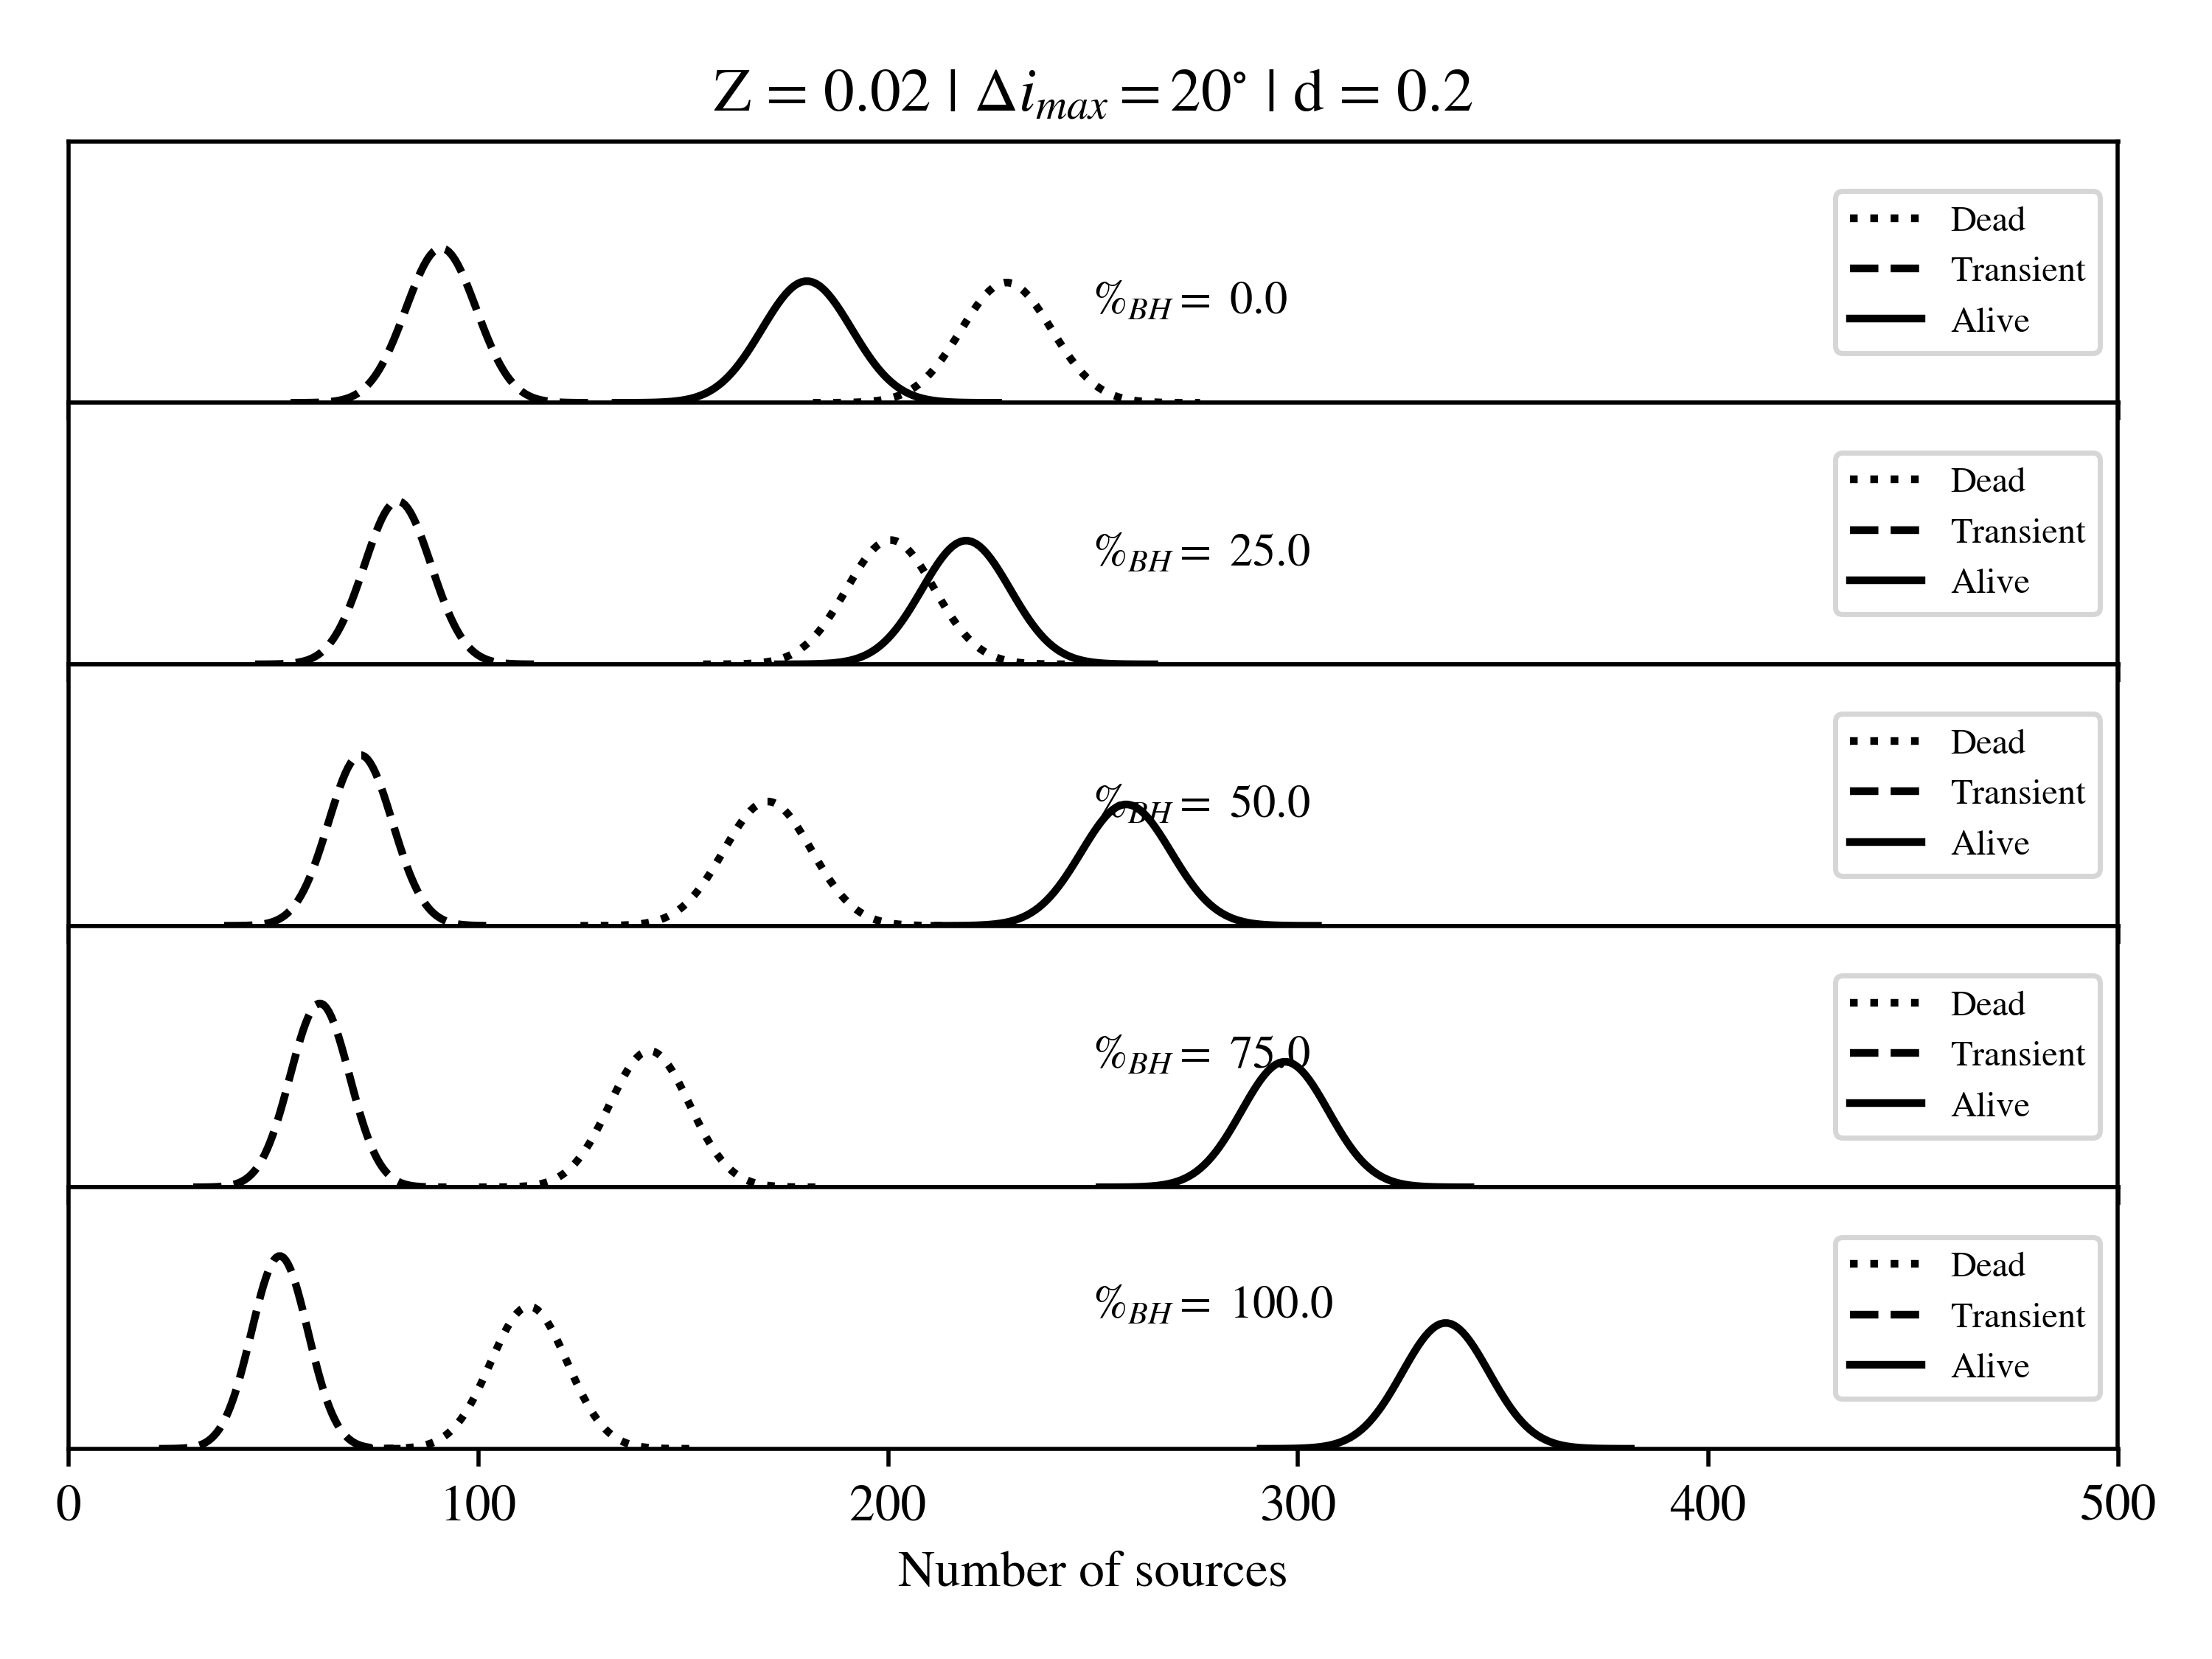 Z = 0.02 | Δi_max = 20° | d = 0.2
%_BH = 0.0
Dead
Transient
Alive
%_BH = 25.0
Dead
Transient
Alive
%_BH = 50.0
Dead
Transient
Alive
%_BH = 75.0
Dead
Transient
Alive
%_BH = 100.0
Dead
Transient
Alive
0 100 200 300 400 500
Number of sources